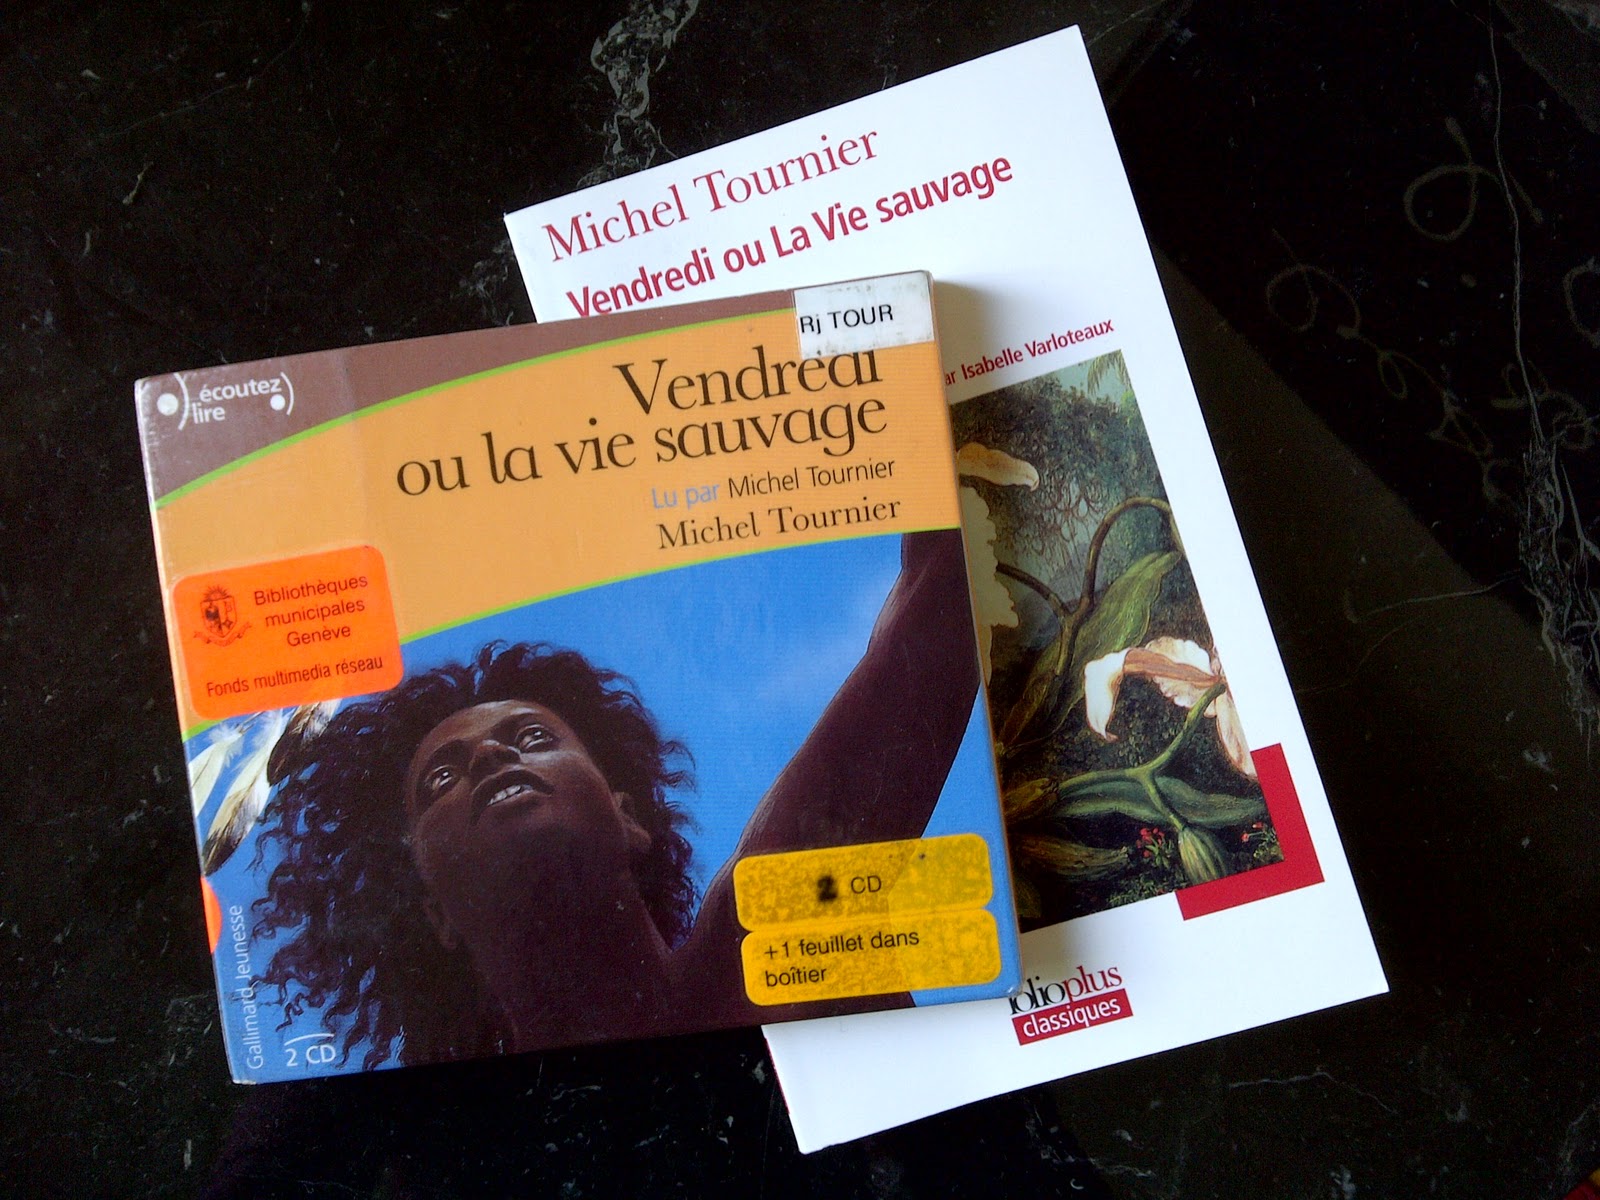 Michel Tournier
Vendredi ou La Vie sauvage
par Isabelle Varloteaux
folioplus
classiques
écoutez
lire
Rj TOUR
Vendredi
ou la vie sauvage
Lu par Michel Tournier
Michel Tournier
Bibliothèques
municipales
Genève
Fonds multimedia réseau
2 CD
+1 feuillet dans
boîtier
Gallimard Jeunesse
2 CD